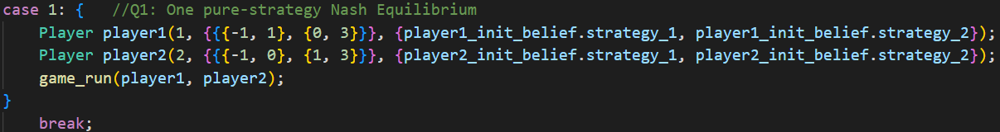 case 1: {   //Q1: One pure-strategy Nash Equilibrium
    Player player1(1, {{{-1, 1}, {0, 3}}}, {player1_init_belief.strategy_1, player1_init_belief.strategy_2});
    Player player2(2, {{{-1, 0}, {1, 3}}}, {player2_init_belief.strategy_1, player2_init_belief.strategy_2});
    game_run(player1, player2);
}
    break;